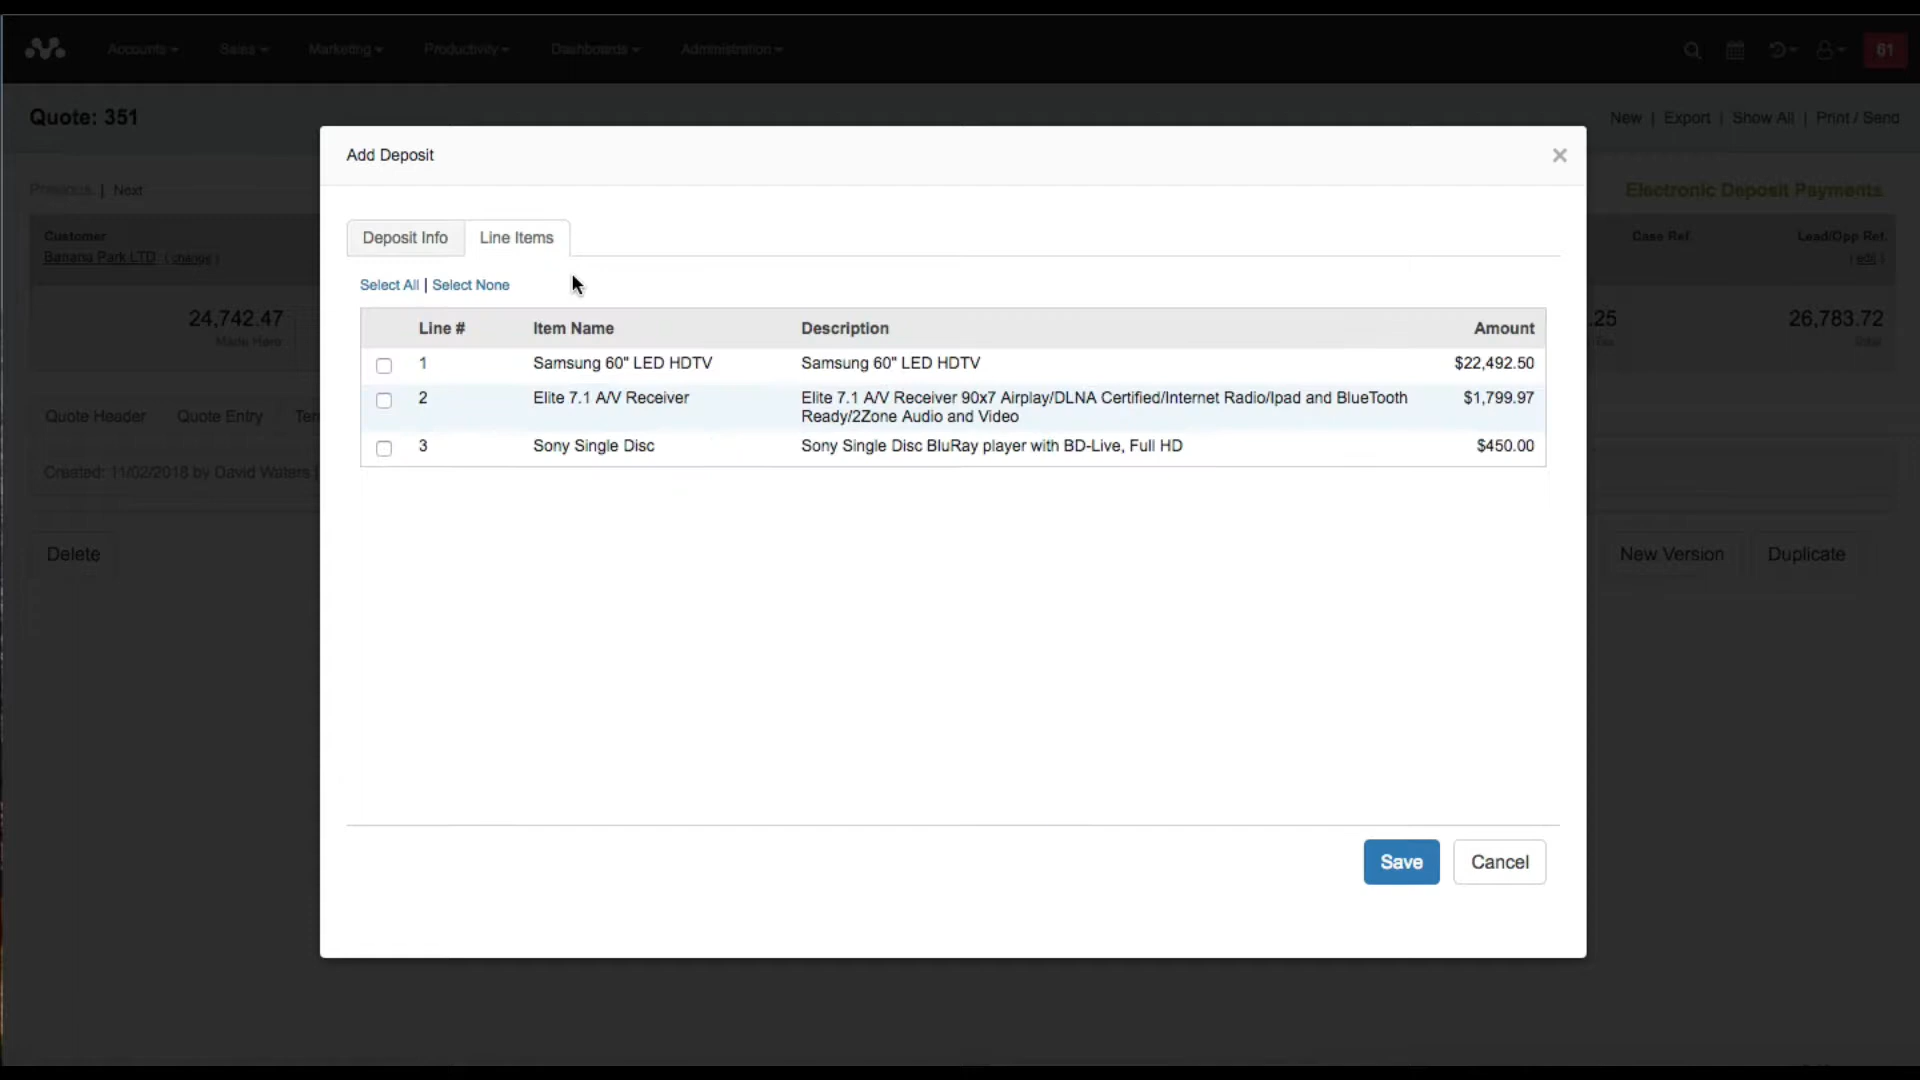 Accounts Sales Marketing Productivity Dashboards Administration 61
Quote: 351
New | Export | Show All | Print / Send
Previous | Next
Electronic Deposit Payments
Customer
Banana Park LTD ( change )
Case Ref.
Lead/Opp Ref.
( edit )
24,742.47
Made Here
.25
Tax
26,783.72
Total
Quote Header Quote Entry
Created: 11/02/2018 by David Waters |
Delete
New Version Duplicate
Add Deposit
Deposit Info Line Items
Select All | Select None
Line # Item Name Description Amount
1 Samsung 60" LED HDTV Samsung 60" LED HDTV $22,492.50
2 Elite 7.1 A/V Receiver Elite 7.1 A/V Receiver 90x7 Airplay/DLNA Certified/Internet Radio/Ipad and BlueTooth $1,799.97
Ready/2Zone Audio and Video
3 Sony Single Disc Sony Single Disc BluRay player with BD-Live, Full HD $450.00
Save Cancel